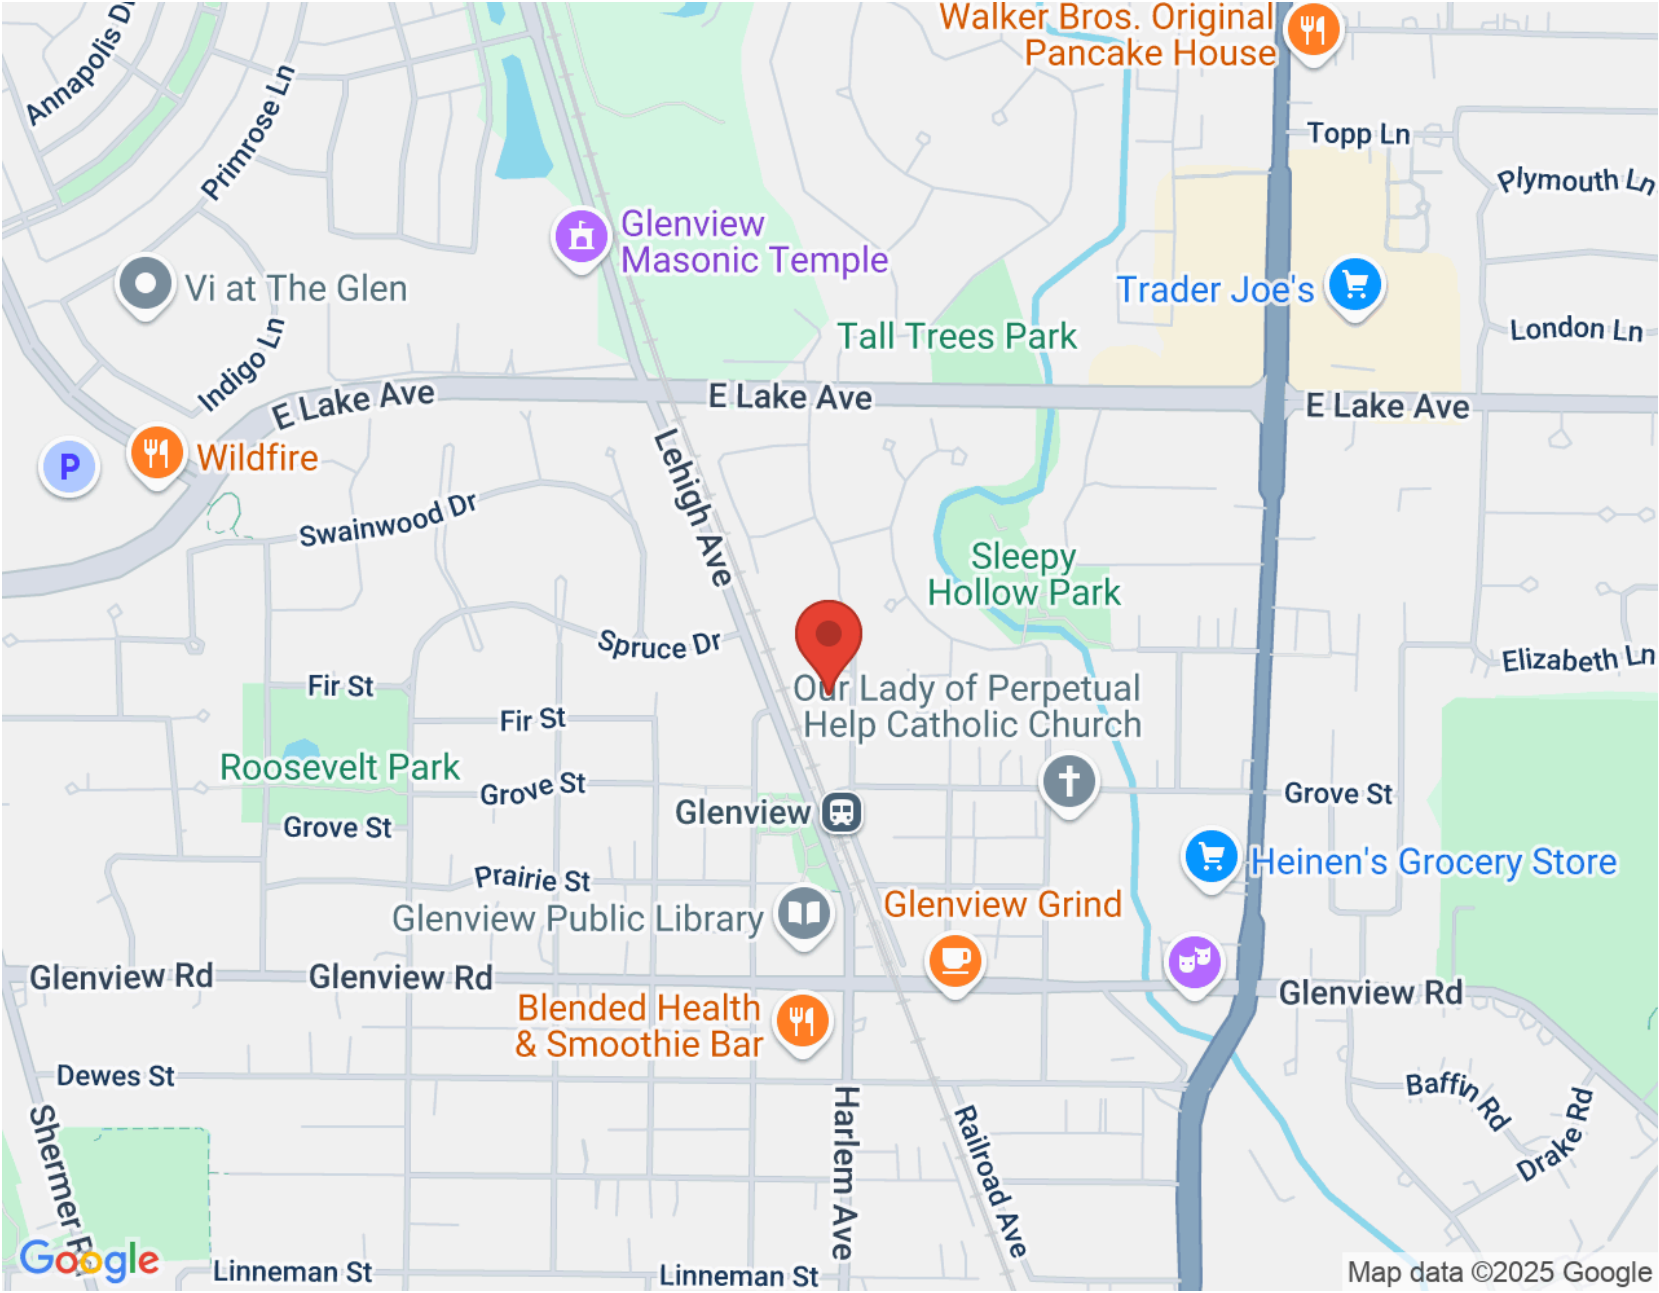 Walker Bros. Original
Pancake House
Annapolis Dr
Primrose Ln
Topp Ln
Plymouth Ln
Glenview
Masonic Temple
Vi at The Glen
Trader Joe's
Tall Trees Park
London Ln
Indigo Ln
E Lake Ave
E Lake Ave
E Lake Ave
Wildfire
P
Lehigh Ave
Swainwood Dr
Sleepy
Hollow Park
Spruce Dr
Elizabeth Ln
Fir St
Our Lady of Perpetual
Help Catholic Church
Fir St
Roosevelt Park
Grove St
Grove St
Glenview
Grove St
Heinen's Grocery Store
Prairie St
Glenview Public Library
Glenview Grind
Glenview Rd
Glenview Rd
Glenview Rd
Blended Health
& Smoothie Bar
Dewes St
Baffin Rd
Drake Rd
Shermer Rd
Harlem Ave
Railroad Ave
Google
Linneman St
Linneman St
Map data ©2025 Google